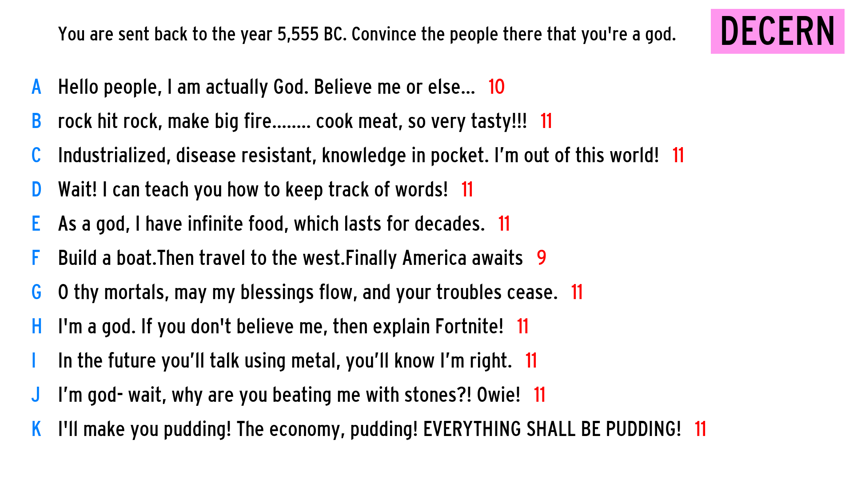 You are sent back to the year 5,555 BC. Convince the people there that you're a god.
DECERN
A Hello people, I am actually God. Believe me or else... 10
B rock hit rock, make big fire........ cook meat, so very tasty!!! 11
C Industrialized, disease resistant, knowledge in pocket. I’m out of this world! 11
D Wait! I can teach you how to keep track of words! 11
E As a god, I have infinite food, which lasts for decades. 11
F Build a boat.Then travel to the west.Finally America awaits 9
G O thy mortals, may my blessings flow, and your troubles cease. 11
H I'm a god. If you don't believe me, then explain Fortnite! 11
I In the future you’ll talk using metal, you’ll know I’m right. 11
J I’m god- wait, why are you beating me with stones?! Owie! 11
K I'll make you pudding! The economy, pudding! EVERYTHING SHALL BE PUDDING! 11